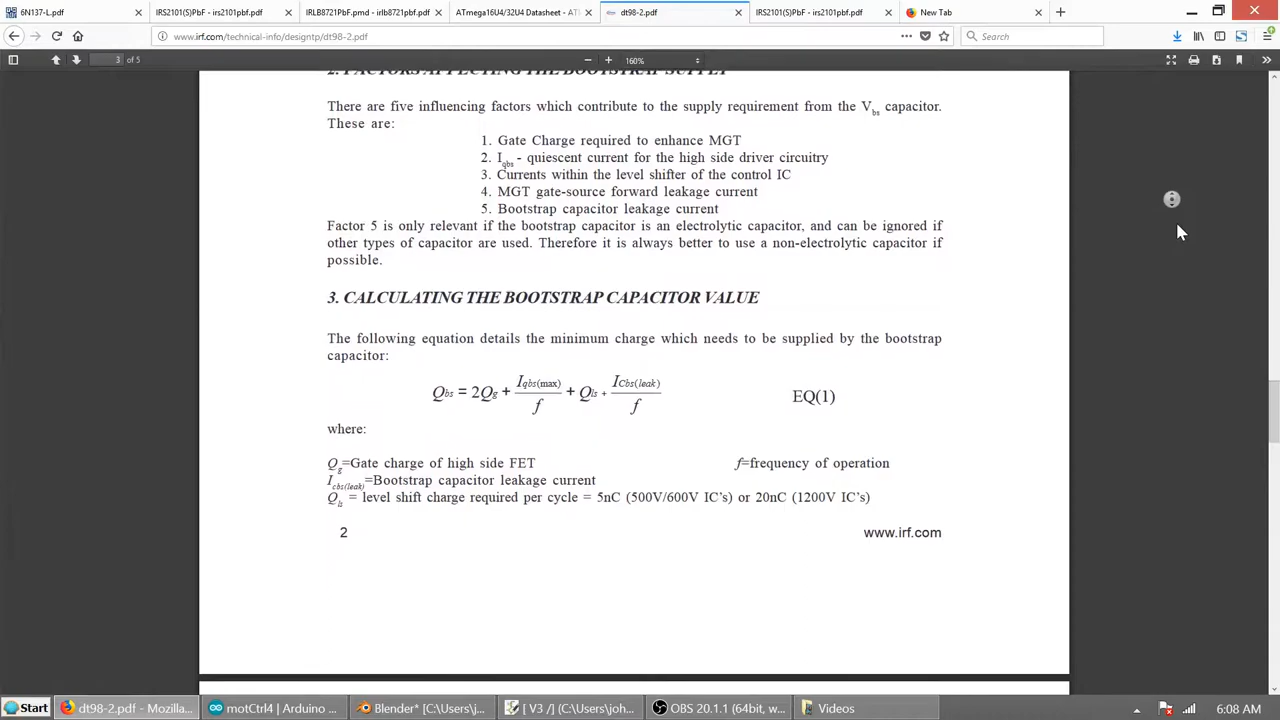 6N137-L.pdf
IRS2101(S)PbF - irs2101pbf.pdf
IRLB8721PbF.pmd - irlb8721pbf.pdf
ATmega16U4/32U4 Datasheet - AT
dt98-2.pdf
IRS2101(S)PbF - irs2101pbf.pdf
New Tab
www.irf.com/technical-info/designtp/dt98-2.pdf
Search
3 of 5
160%
2. FACTORS AFFECTING THE BOOTSTRAP SUPPLY
There are five influencing factors which contribute to the supply requirement from the Vbs capacitor.
These are:
1. Gate Charge required to enhance MGT
2. Iqbs - quiescent current for the high side driver circuitry
3. Currents within the level shifter of the control IC
4. MGT gate-source forward leakage current
5. Bootstrap capacitor leakage current
Factor 5 is only relevant if the bootstrap capacitor is an electrolytic capacitor, and can be ignored if
other types of capacitor are used. Therefore it is always better to use a non-electrolytic capacitor if
possible.
3. CALCULATING THE BOOTSTRAP CAPACITOR VALUE
The following equation details the minimum charge which needs to be supplied by the bootstrap
capacitor:
Qbs = 2Qg + Iqbs(max)/f + Qls + ICbs(leak)/f EQ(1)
where:
Qg=Gate charge of high side FET f=frequency of operation
Icbs(leak)=Bootstrap capacitor leakage current
Qls = level shift charge required per cycle = 5nC (500V/600V IC's) or 20nC (1200V IC's)
2 www.irf.com
Start
dt98-2.pdf - Mozilla...
motCtrl4 | Arduino ...
Blender* [C:\Users\j...
[ V3 /] (C:\Users\joh...
OBS 20.1.1 (64bit, w...
Videos
6:08 AM